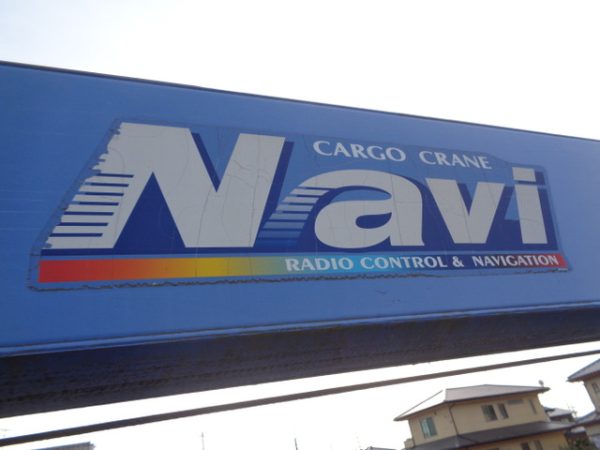 CARGO CRANE
Navi
RADIO CONTROL & NAVIGATION